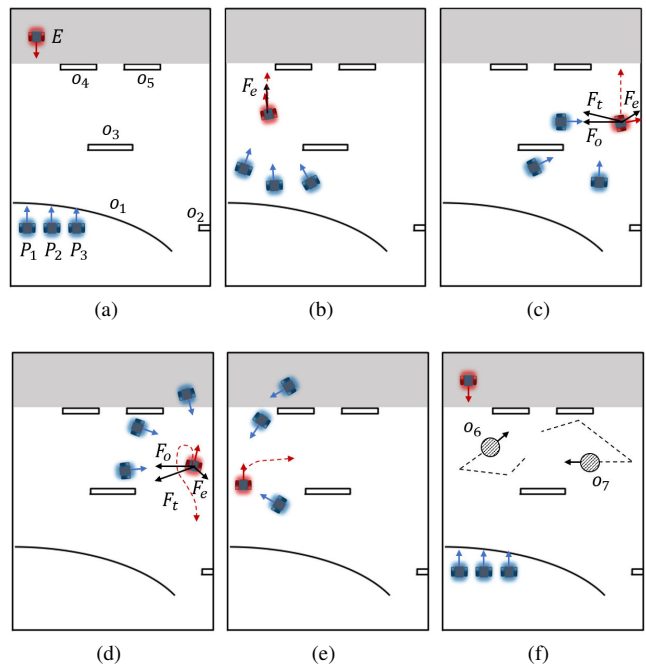 E
o₄ o₅
o₃
o₁
o₂
P₁ P₂ P₃
(a)
Fₑ
(b)
Fₜ Fₑ
Fₒ
(c)
Fₒ
Fₜ Fₑ
(d)
(e)
o₆
o₇
(f)